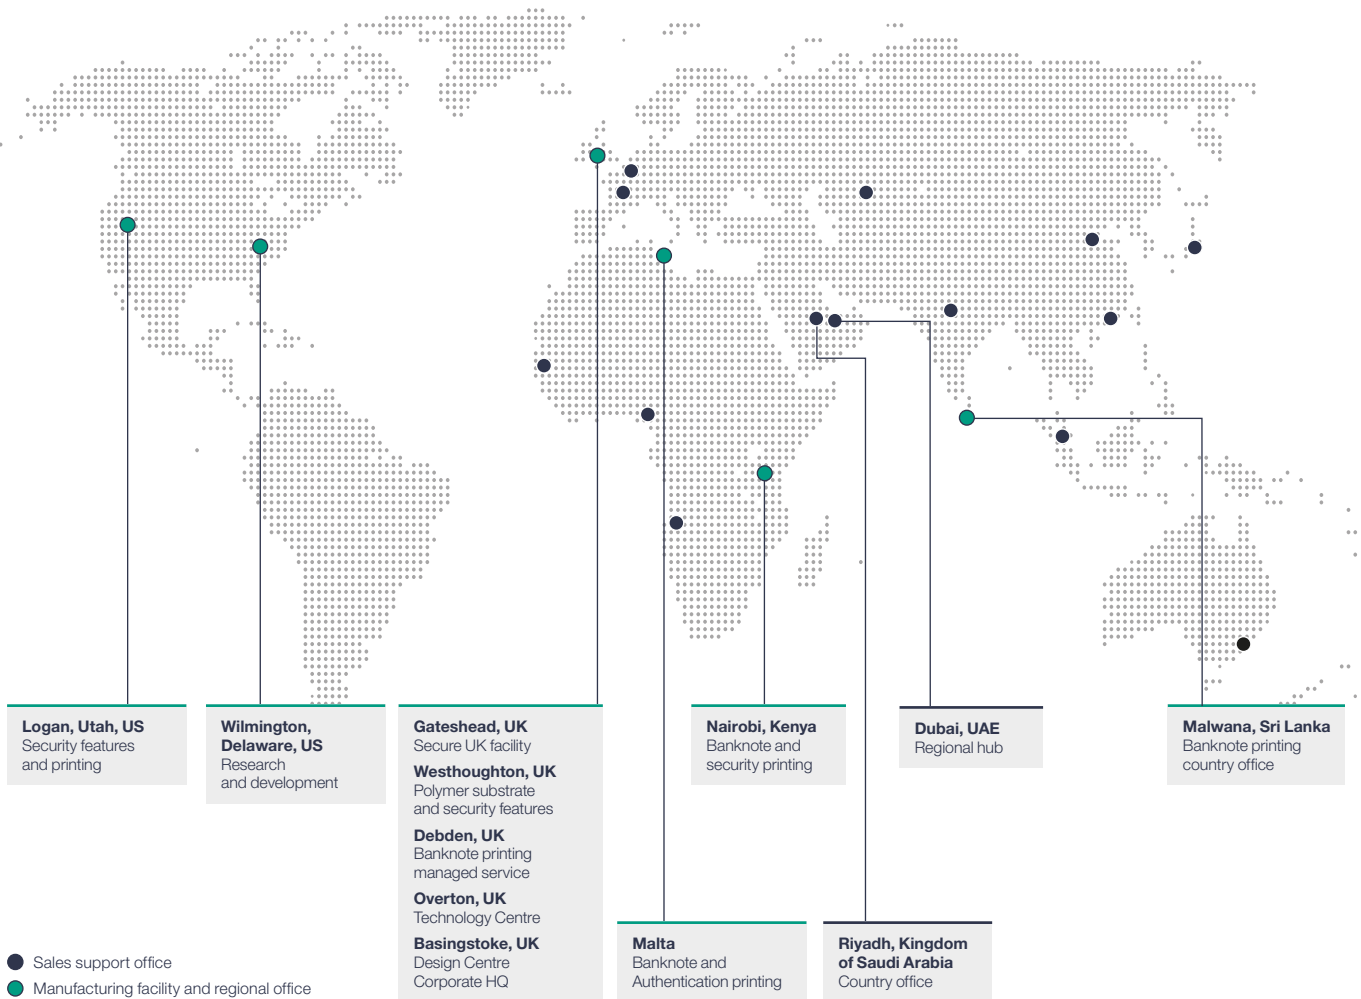 Logan, Utah, US
Security features
and printing
Wilmington,
Delaware, US
Research
and development
Gateshead, UK
Secure UK facility
Westhoughton, UK
Polymer substrate
and security features
Debden, UK
Banknote printing
managed service
Overton, UK
Technology Centre
Basingstoke, UK
Design Centre
Corporate HQ
Malta
Banknote and
Authentication printing
Nairobi, Kenya
Banknote and
security printing
Riyadh, Kingdom
of Saudi Arabia
Country office
Dubai, UAE
Regional hub
Malwana, Sri Lanka
Banknote printing
country office
Sales support office
Manufacturing facility and regional office